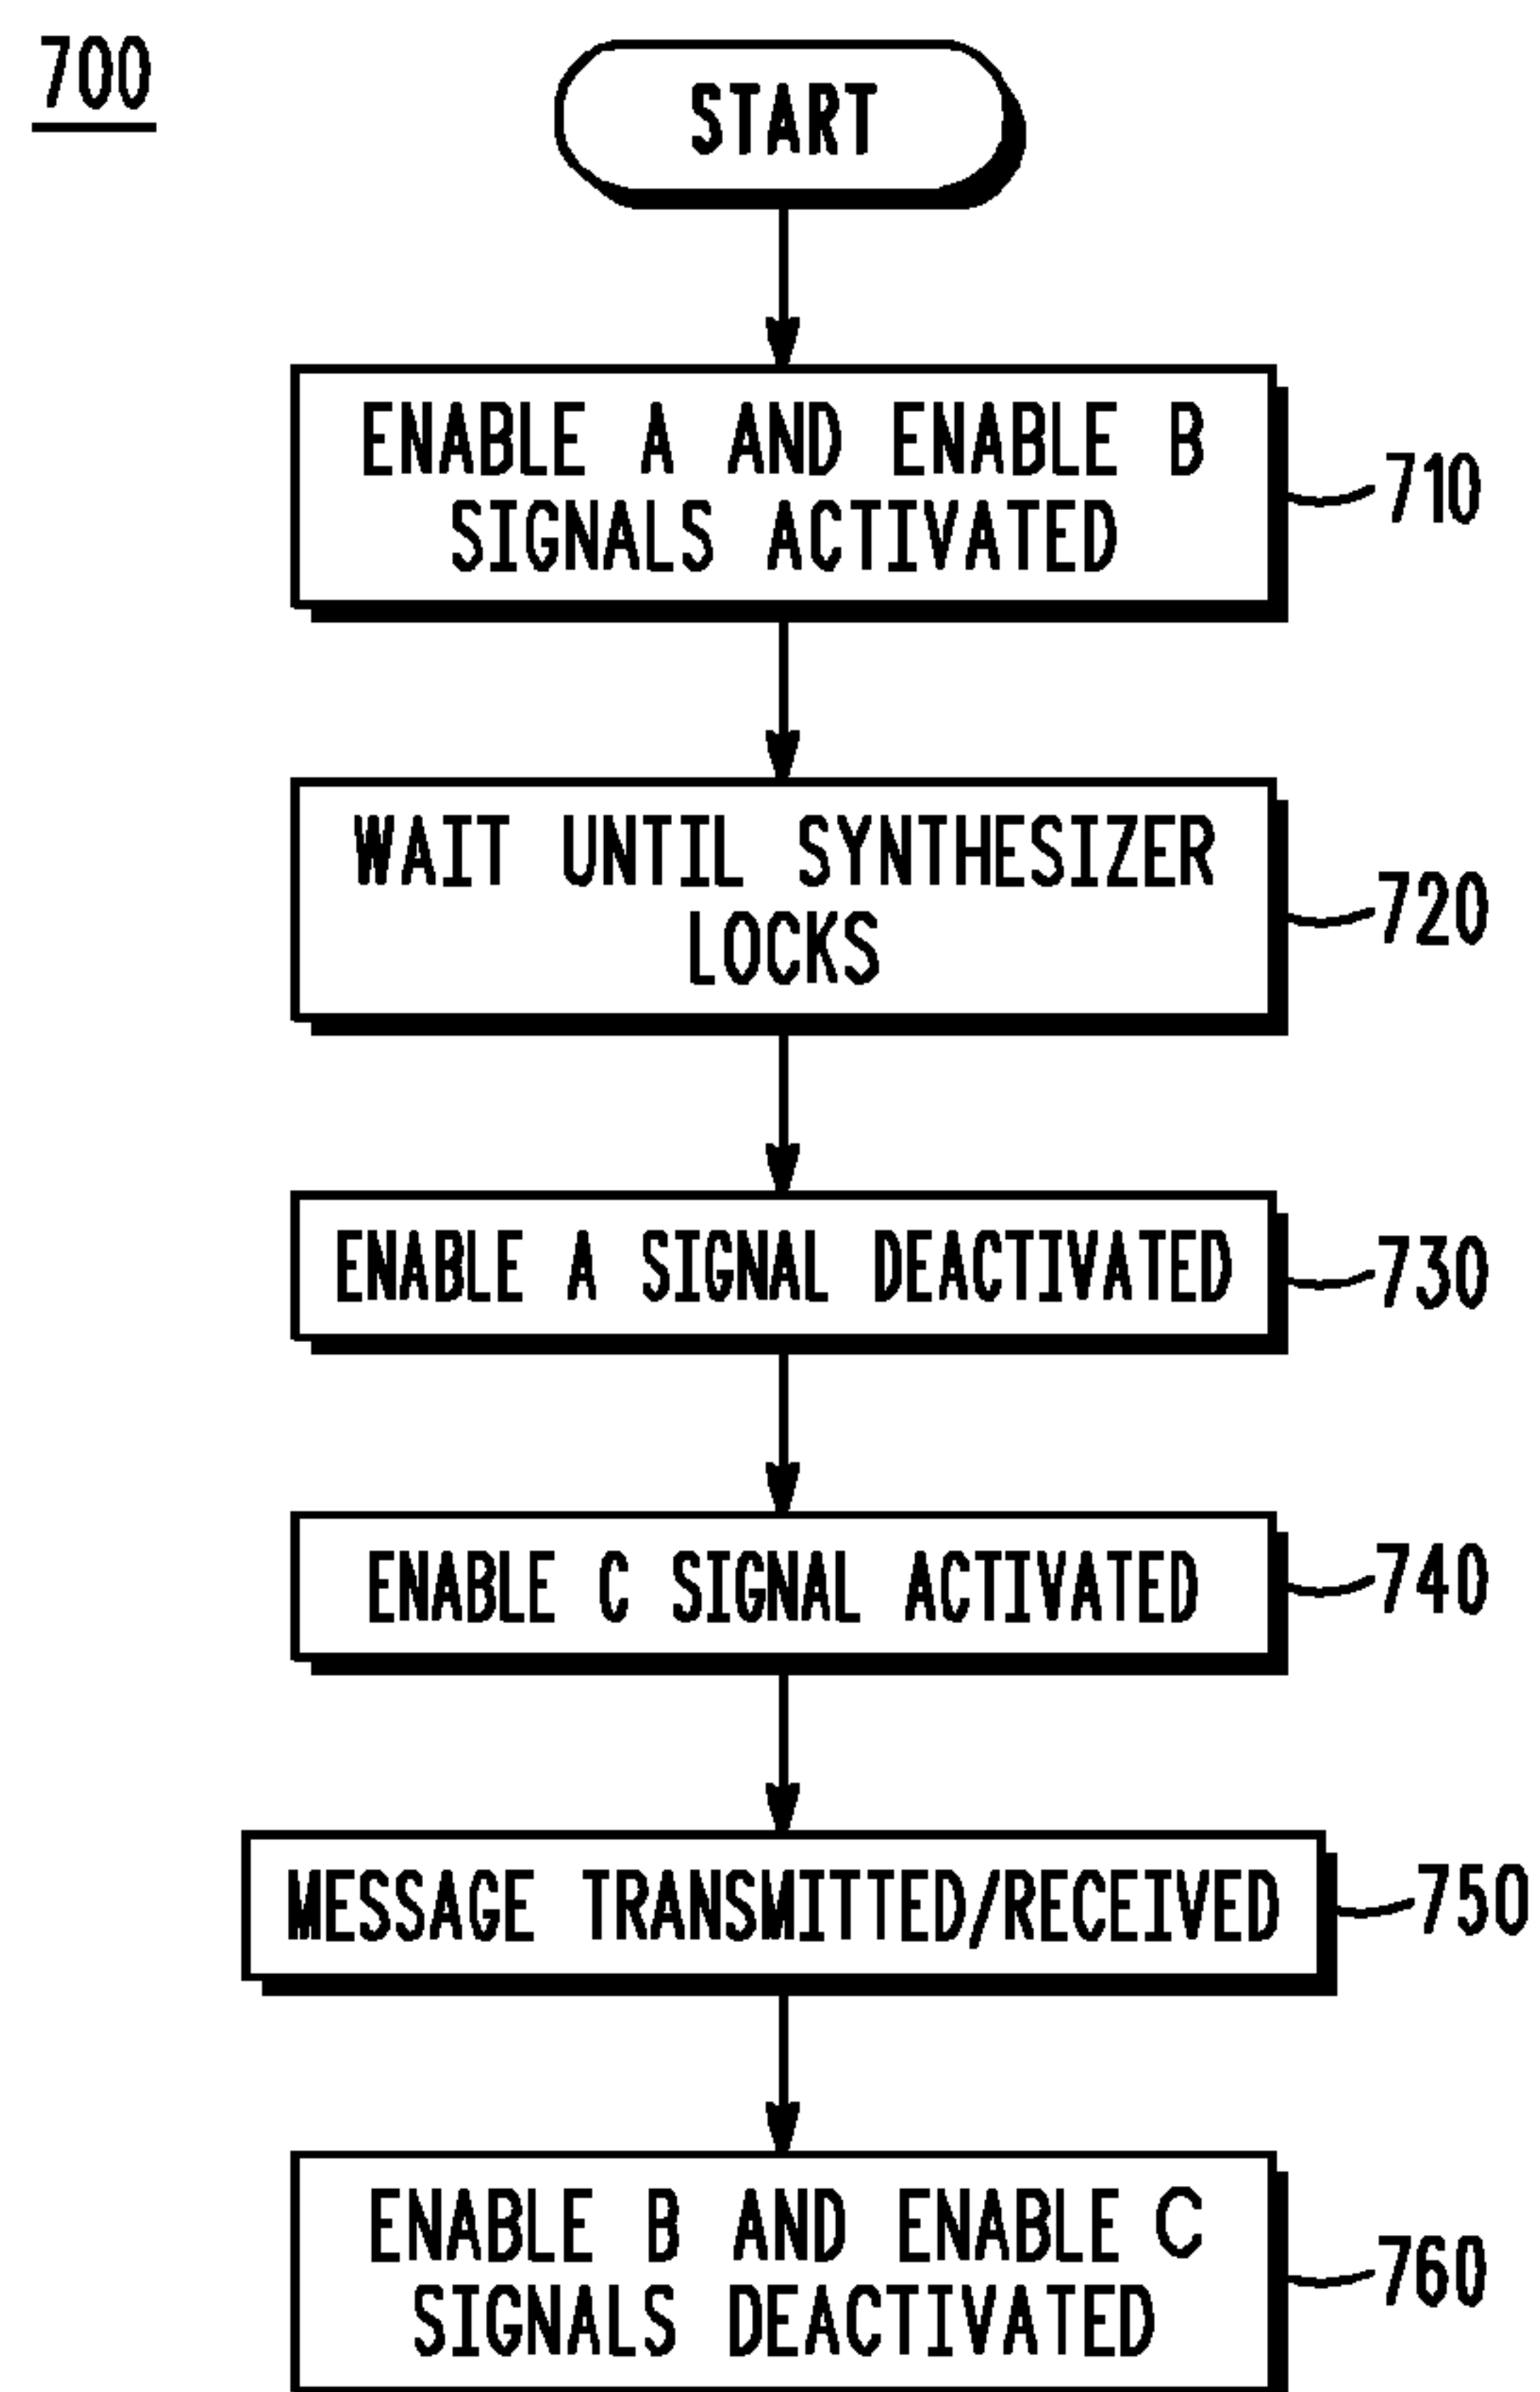 700
START
ENABLE A AND ENABLE B
SIGNALS ACTIVATED
710
WAIT UNTIL SYNTHESIZER
LOCKS
720
ENABLE A SIGNAL DEACTIVATED
730
ENABLE C SIGNAL ACTIVATED
740
MESSAGE TRANSMITTED/RECEIVED
750
ENABLE B AND ENABLE C
SIGNALS DEACTIVATED
760